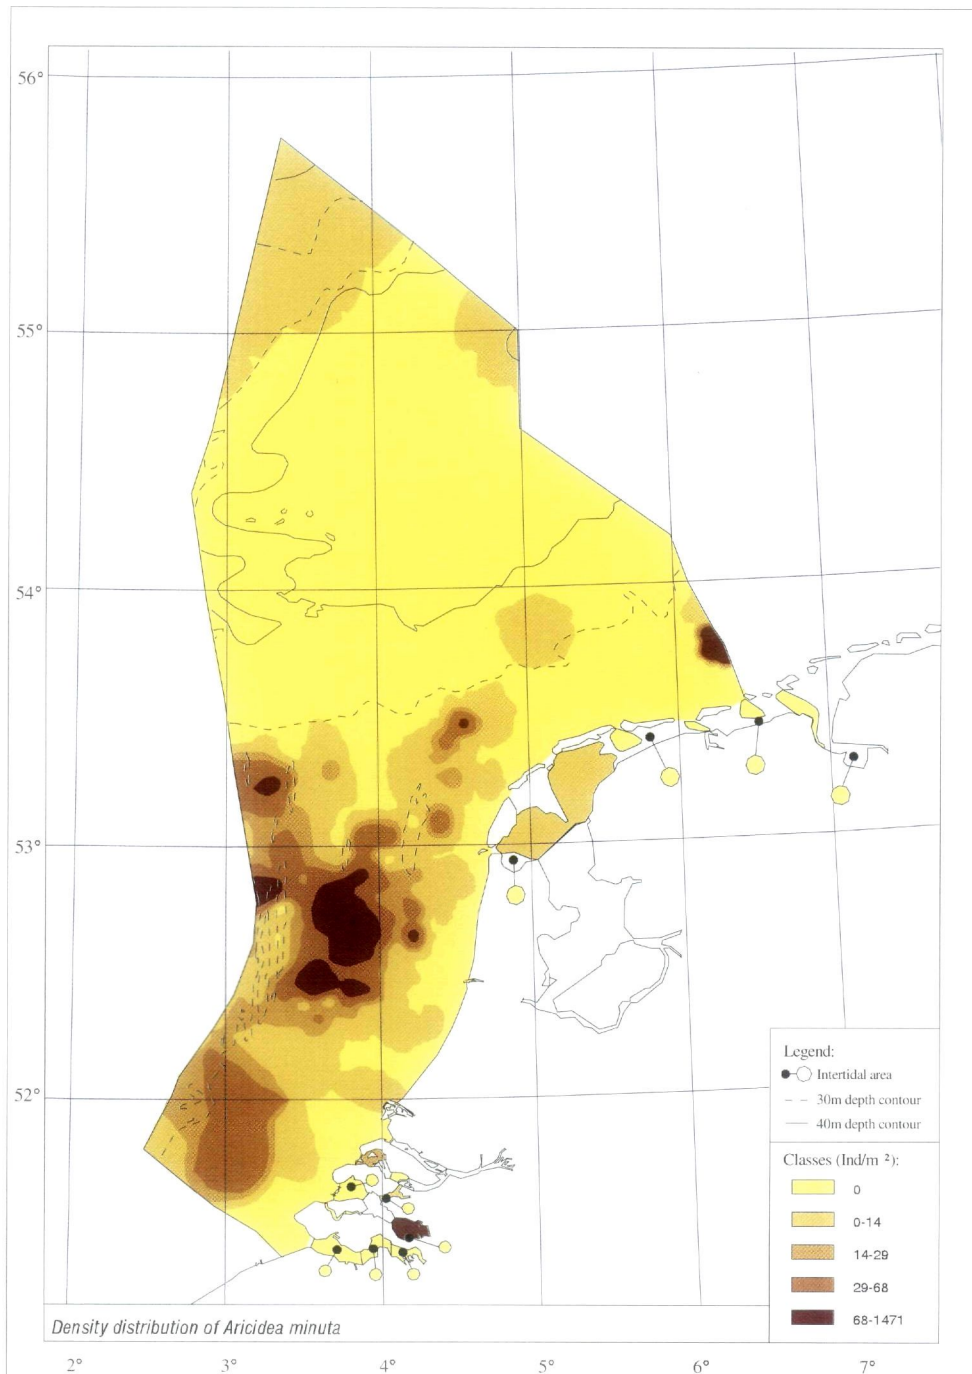 56°
55°
54°
53°
52°
Legend:
Intertidal area
30m depth contour
40m depth contour
Classes (Ind/m ²):
0
0-14
14-29
29-68
68-1471
Density distribution of Aricidea minuta
2°
3°
4°
5°
6°
7°